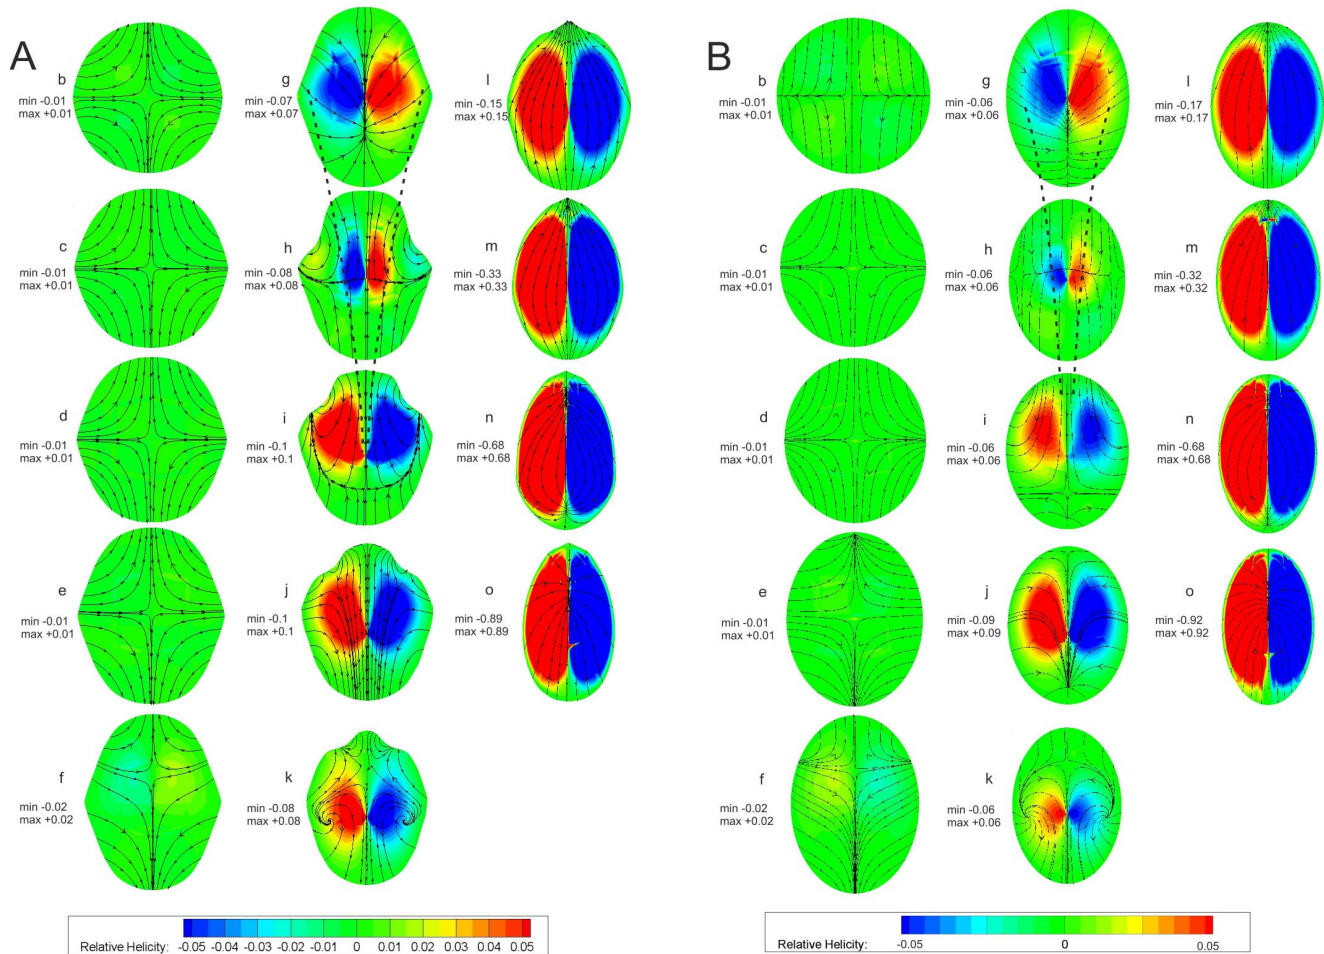 A
b
min -0.01
max +0.01
g
min -0.07
max +0.07
l
min -0.15
max +0.15
c
min -0.01
max +0.01
h
min -0.08
max +0.08
m
min -0.33
max +0.33
d
min -0.01
max +0.01
i
min -0.1
max +0.1
n
min -0.68
max +0.68
e
min -0.01
max +0.01
j
min -0.1
max +0.1
o
min -0.89
max +0.89
f
min -0.02
max +0.02
k
min -0.08
max +0.08
Relative Helicity: -0.05 -0.04 -0.03 -0.02 -0.01 0 0.01 0.02 0.03 0.04 0.05
B
b
min -0.01
max +0.01
g
min -0.06
max +0.06
l
min -0.17
max +0.17
c
min -0.01
max +0.01
h
min -0.06
max +0.06
m
min -0.32
max +0.32
d
min -0.01
max +0.01
i
min -0.06
max +0.06
n
min -0.68
max +0.68
e
min -0.01
max +0.01
j
min -0.09
max +0.09
o
min -0.92
max +0.92
f
min -0.02
max +0.02
k
min -0.06
max +0.06
Relative Helicity: -0.05 0 0.05